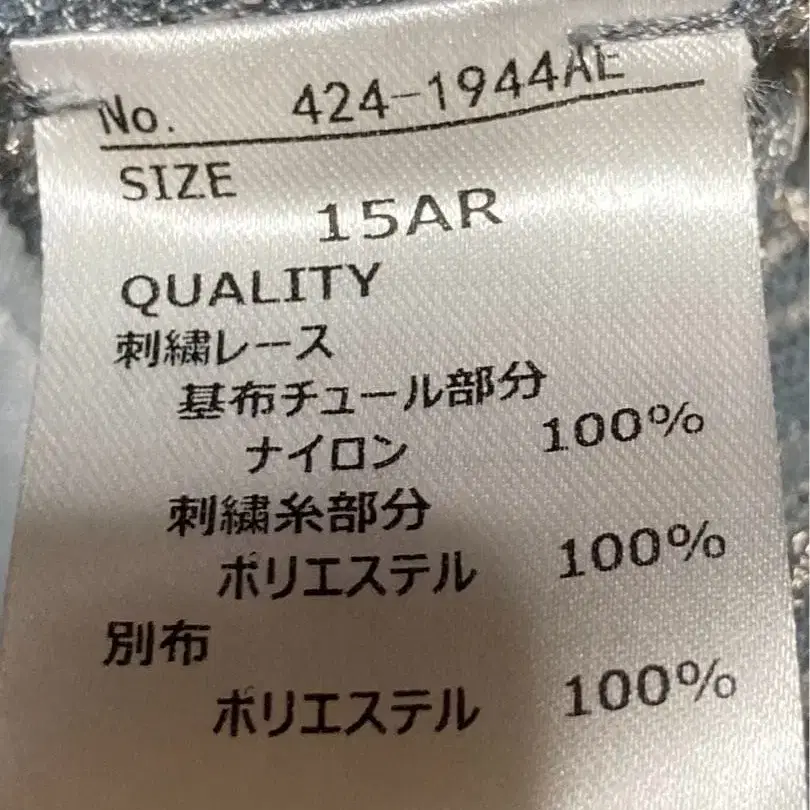 No. 424-1944AE
SIZE
15AR
QUALITY
刺繍レース
基布チュール部分
ナイロン 100%
刺繍糸部分
ポリエステル 100%
別布
ポリエステル 100%